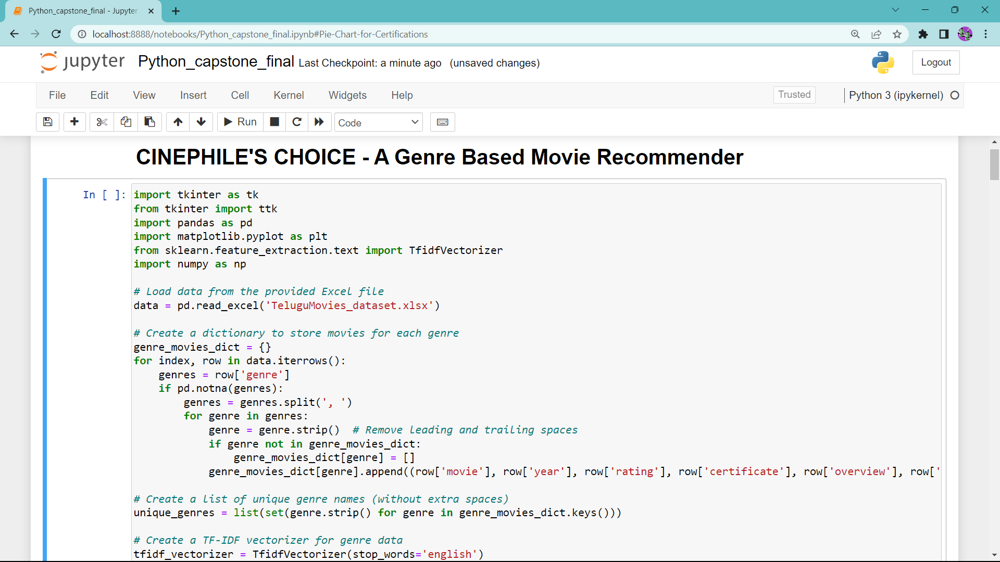 Python_capstone_final - Jupyter
localhost:8888/notebooks/Python_capstone_final.ipynb#Pie-Chart-for-Certifications
jupyter Python_capstone_final Last Checkpoint: a minute ago (unsaved changes) Logout
File Edit View Insert Cell Kernel Widgets Help Trusted Python 3 (ipykernel)
Run Code
CINEPHILE'S CHOICE - A Genre Based Movie Recommender
In [ ]: import tkinter as tk
from tkinter import ttk
import pandas as pd
import matplotlib.pyplot as plt
from sklearn.feature_extraction.text import TfidfVectorizer
import numpy as np
# Load data from the provided Excel file
data = pd.read_excel('TeluguMovies_dataset.xlsx')
# Create a dictionary to store movies for each genre
genre_movies_dict = {}
for index, row in data.iterrows():
    genres = row['genre']
    if pd.notna(genres):
        genres = genres.split(', ')
        for genre in genres:
            genre = genre.strip()  # Remove leading and trailing spaces
            if genre not in genre_movies_dict:
                genre_movies_dict[genre] = []
            genre_movies_dict[genre].append((row['movie'], row['year'], row['rating'], row['certificate'], row['overview'], row['
# Create a list of unique genre names (without extra spaces)
unique_genres = list(set(genre.strip() for genre in genre_movies_dict.keys()))
# Create a TF-IDF vectorizer for genre data
tfidf_vectorizer = TfidfVectorizer(stop_words='english')